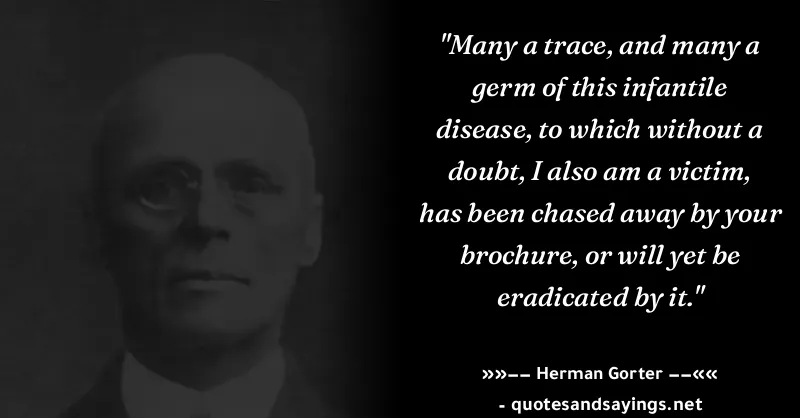 "Many a trace, and many a
germ of this infantile
disease, to which without a
doubt, I also am a victim,
has been chased away by your
brochure, or will yet be
eradicated by it."
»»–– Herman Gorter ––««
- quotesandsayings.net